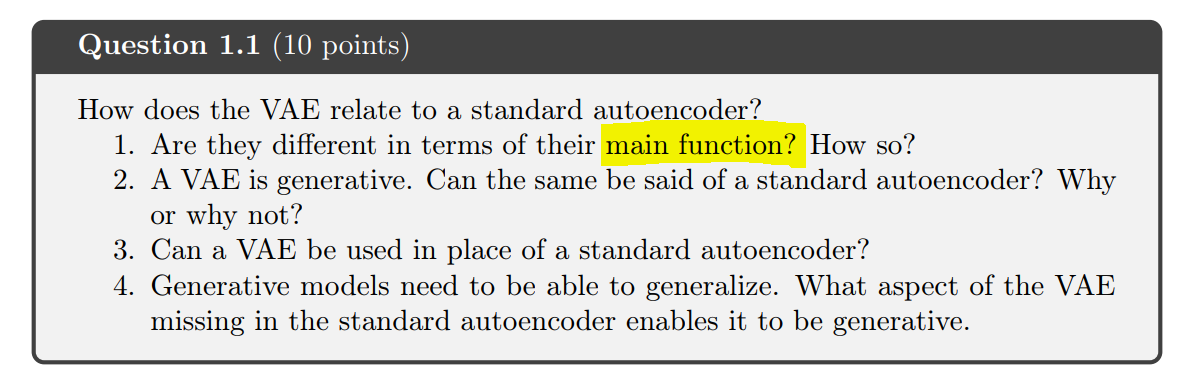 Question 1.1 (10 points)
How does the VAE relate to a standard autoencoder?
1. Are they different in terms of their main function? How so?
2. A VAE is generative. Can the same be said of a standard autoencoder? Why
or why not?
3. Can a VAE be used in place of a standard autoencoder?
4. Generative models need to be able to generalize. What aspect of the VAE
missing in the standard autoencoder enables it to be generative.